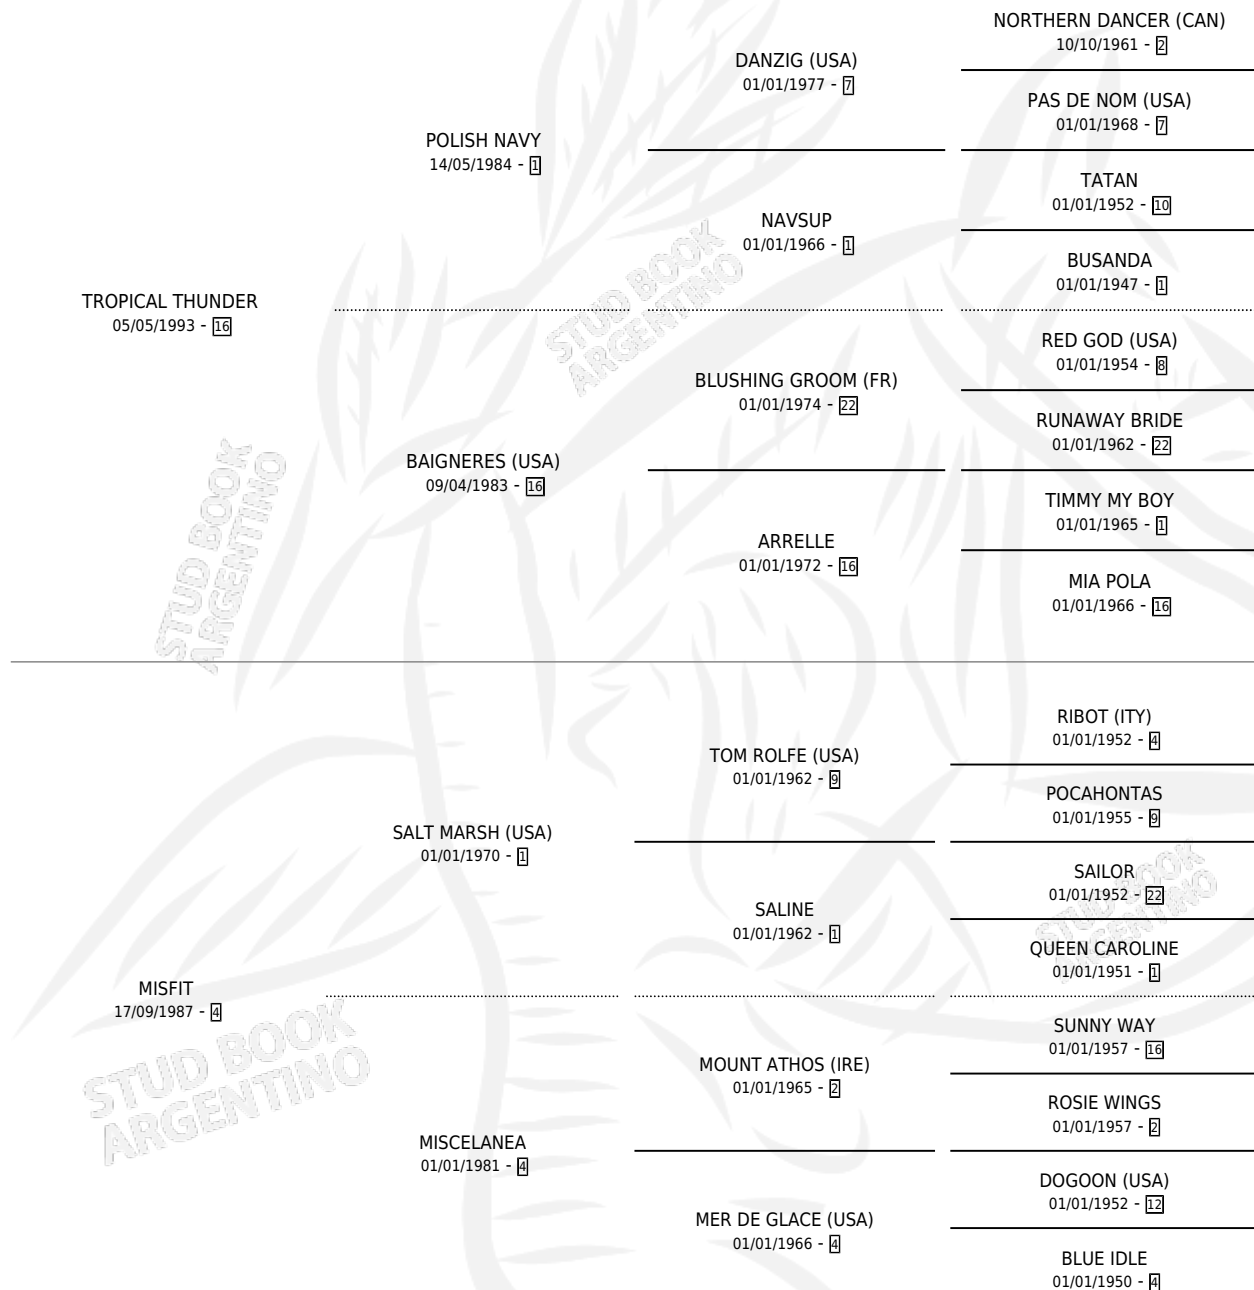 NORTHERN DANCER (CAN)
10/10/1961 - 2
DANZIG (USA)
01/01/1977 - 7
PAS DE NOM (USA)
01/01/1968 - 7
POLISH NAVY
14/05/1984 - 1
TATAN
01/01/1952 - 10
NAVSUP
01/01/1966 - 1
BUSANDA
01/01/1947 - 1
TROPICAL THUNDER
05/05/1993 - 16
STUD BOOK
ARGENTINO
RED GOD (USA)
01/01/1954 - 8
BLUSHING GROOM (FR)
01/01/1974 - 22
RUNAWAY BRIDE
01/01/1962 - 22
BAIGNERES (USA)
09/04/1983 - 16
TIMMY MY BOY
01/01/1965 - 1
ARRELLE
01/01/1972 - 16
MIA POLA
01/01/1966 - 16
STUD BOOK
ARGENTINO
RIBOT (ITY)
01/01/1952 - 4
TOM ROLFE (USA)
01/01/1962 - 9
POCAHONTAS
01/01/1955 - 9
SALT MARSH (USA)
01/01/1970 - 1
SAILOR
01/01/1952 - 22
SALINE
01/01/1962 - 1
QUEEN CAROLINE
01/01/1951 - 1
STUD BOOK
ARGENTINO
MISFIT
17/09/1987 - 4
SUNNY WAY
01/01/1957 - 16
MOUNT ATHOS (IRE)
01/01/1965 - 2
ROSIE WINGS
01/01/1957 - 2
STUD BOOK
ARGENTINO
MISCELANEA
01/01/1981 - 4
DOGOON (USA)
01/01/1952 - 12
MER DE GLACE (USA)
01/01/1966 - 4
BLUE IDLE
01/01/1950 - 4